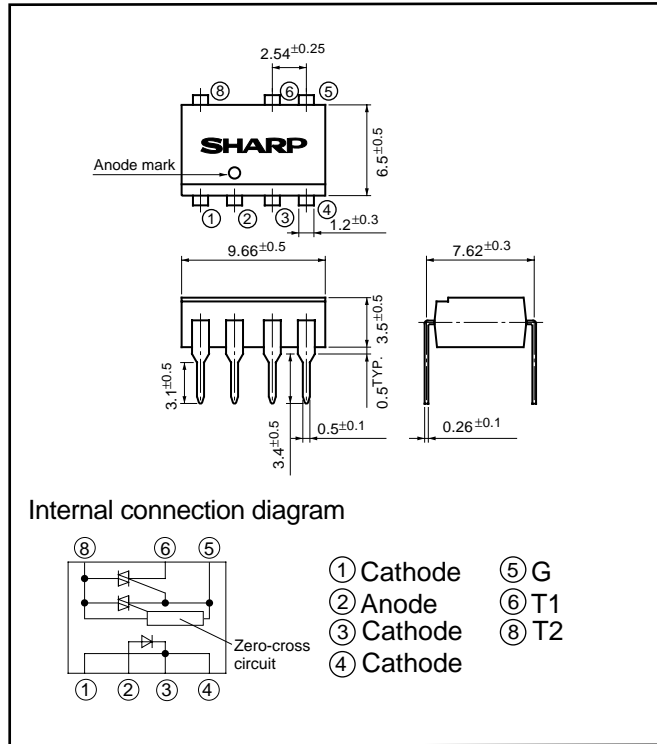 2.54±0.25
⑧ ⑥ ⑤
SHARP
6.5±0.5
Anode mark
① ② ③ ④
1.2±0.3
9.66±0.5
7.62±0.3
3.5±0.5
0.5TYP.
3.1±0.5
3.4±0.5
0.5±0.1
0.26±0.1
Internal connection diagram
⑧ ⑥ ⑤
Zero-cross
circuit
① ② ③ ④
① Cathode
② Anode
③ Cathode
④ Cathode
⑤ G
⑥ T1
⑧ T2